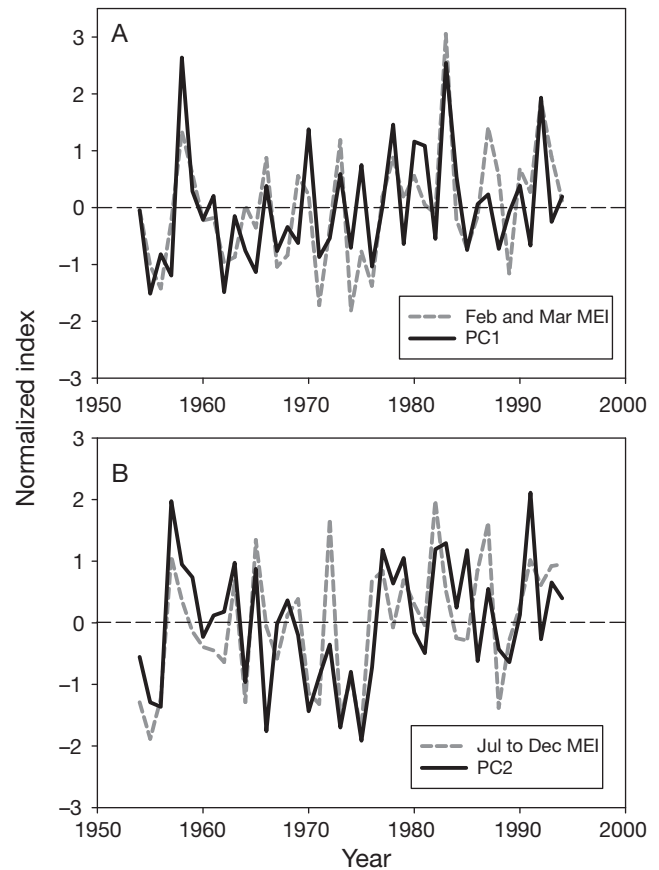 A
3
2
1
0
–1
–2
–3
Feb and Mar MEI
PC1
1950 1960 1970 1980 1990 2000
Normalized index
B
3
2
1
0
–1
–2
–3
Jul to Dec MEI
PC2
1950 1960 1970 1980 1990 2000
Year